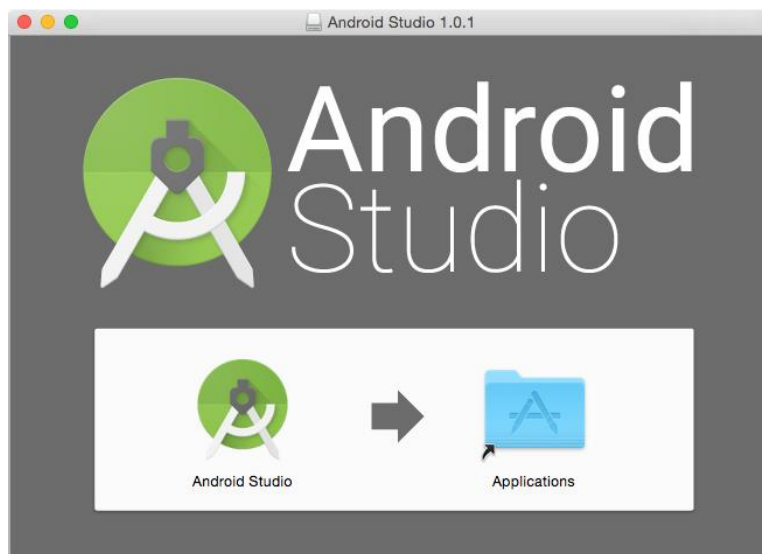 Android Studio 1.0.1
Android
Studio
Android Studio
Applications